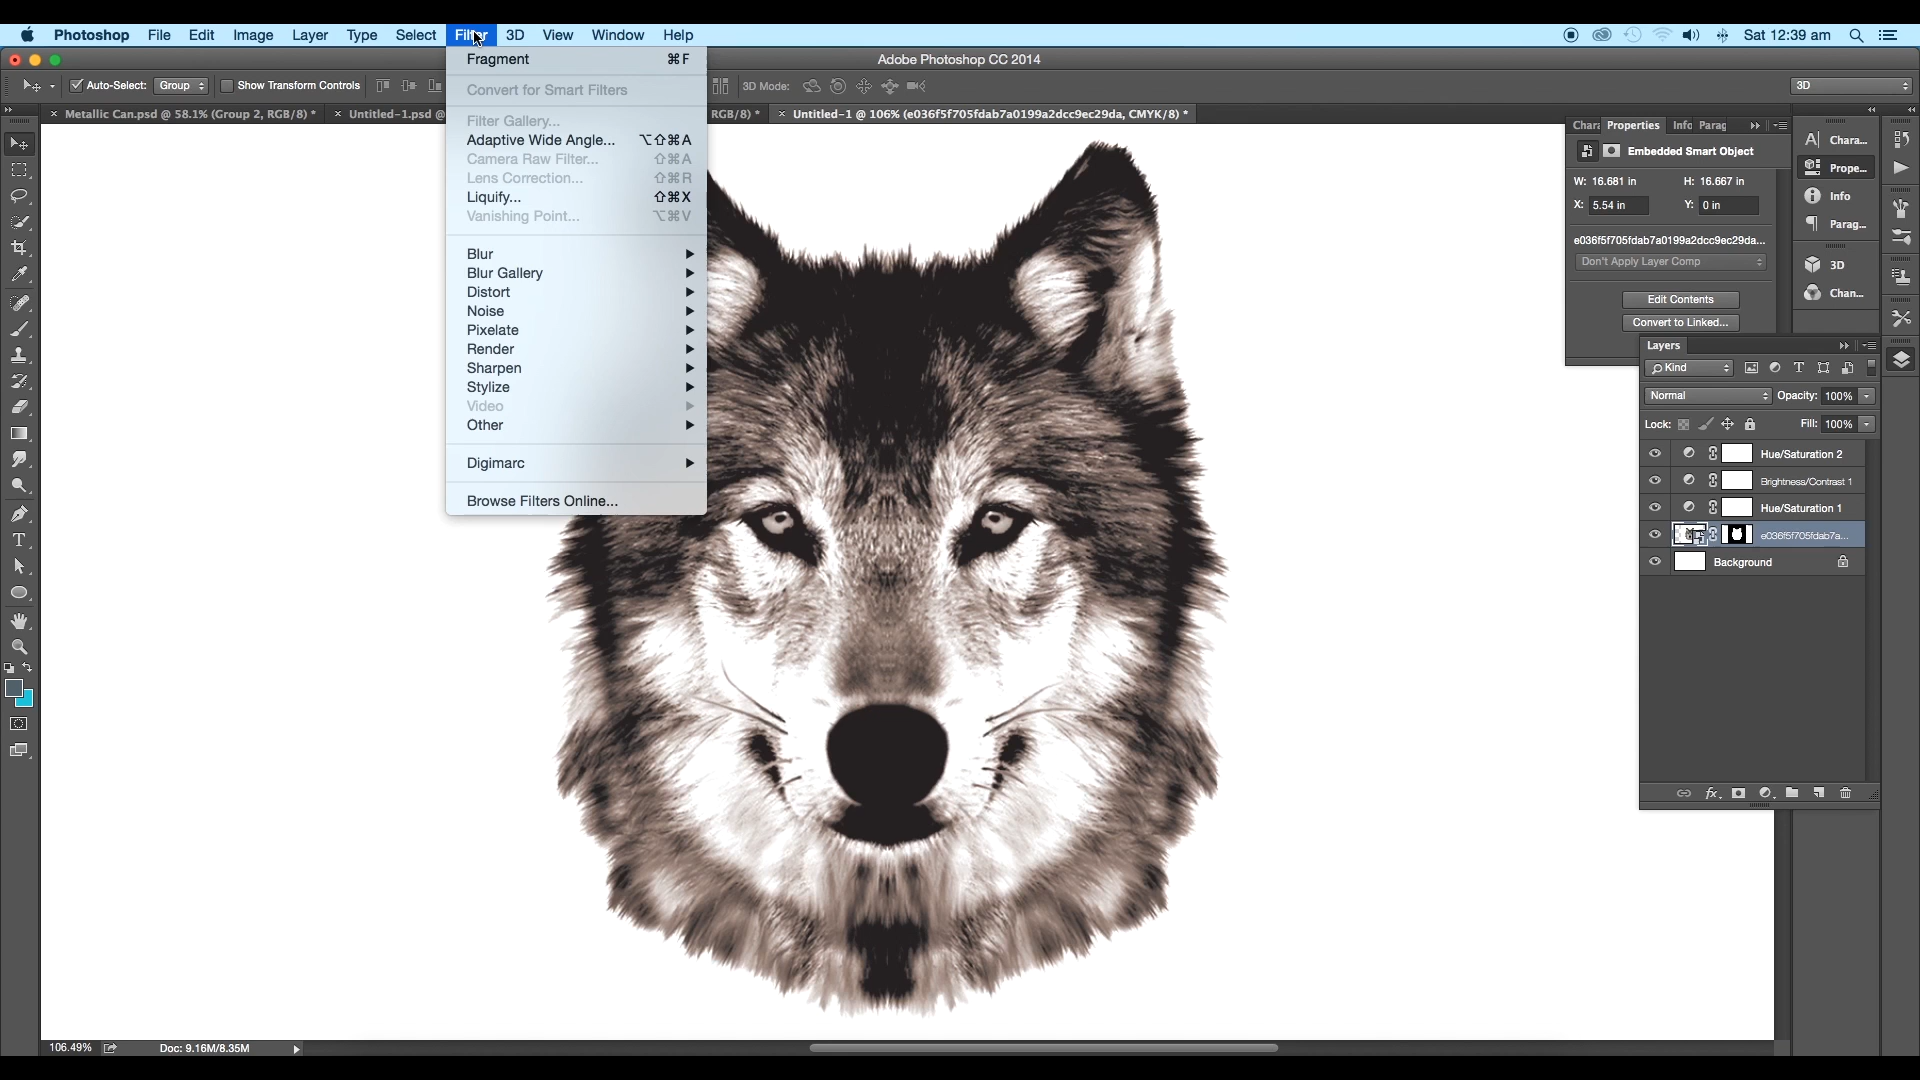 Photoshop File Edit Image Layer Type Select Filter 3D View Window Help Sat 12:39 am
Adobe Photoshop CC 2014
Auto-Select: Group Show Transform Controls 3D Mode: 3D
Metallic Can.psd @ 58.1% (Group 2, RGB/8) * Untitled-1.psd @ RGB/8) * Untitled-1 @ 106% (e036f5f705fdab7a0199a2dcc9ec29da, CMYK/8) *
Fragment ⌘F
Convert for Smart Filters
Filter Gallery...
Adaptive Wide Angle... ⌥⇧⌘A
Camera Raw Filter... ⇧⌘A
Lens Correction... ⇧⌘R
Liquify... ⇧⌘X
Vanishing Point... ⌥⌘V
Blur
Blur Gallery
Distort
Noise
Pixelate
Render
Sharpen
Stylize
Video
Other
Digimarc
Browse Filters Online...
Chara Properties Info Parag
Embedded Smart Object
W: 16.681 in H: 16.667 in
X: 5.54 in Y: 0 in
e036f5f705fdab7a0199a2dcc9ec29da...
Don't Apply Layer Comp
Edit Contents
Convert to Linked...
Chara...
Prope...
Info
Parag...
3D
Chan...
Layers
Kind
Normal Opacity: 100%
Lock: Fill: 100%
Hue/Saturation 2
Brightness/Contrast 1
Hue/Saturation 1
e036f5f705fdab7a...
Background
106.49% Doc: 9.16M/8.35M